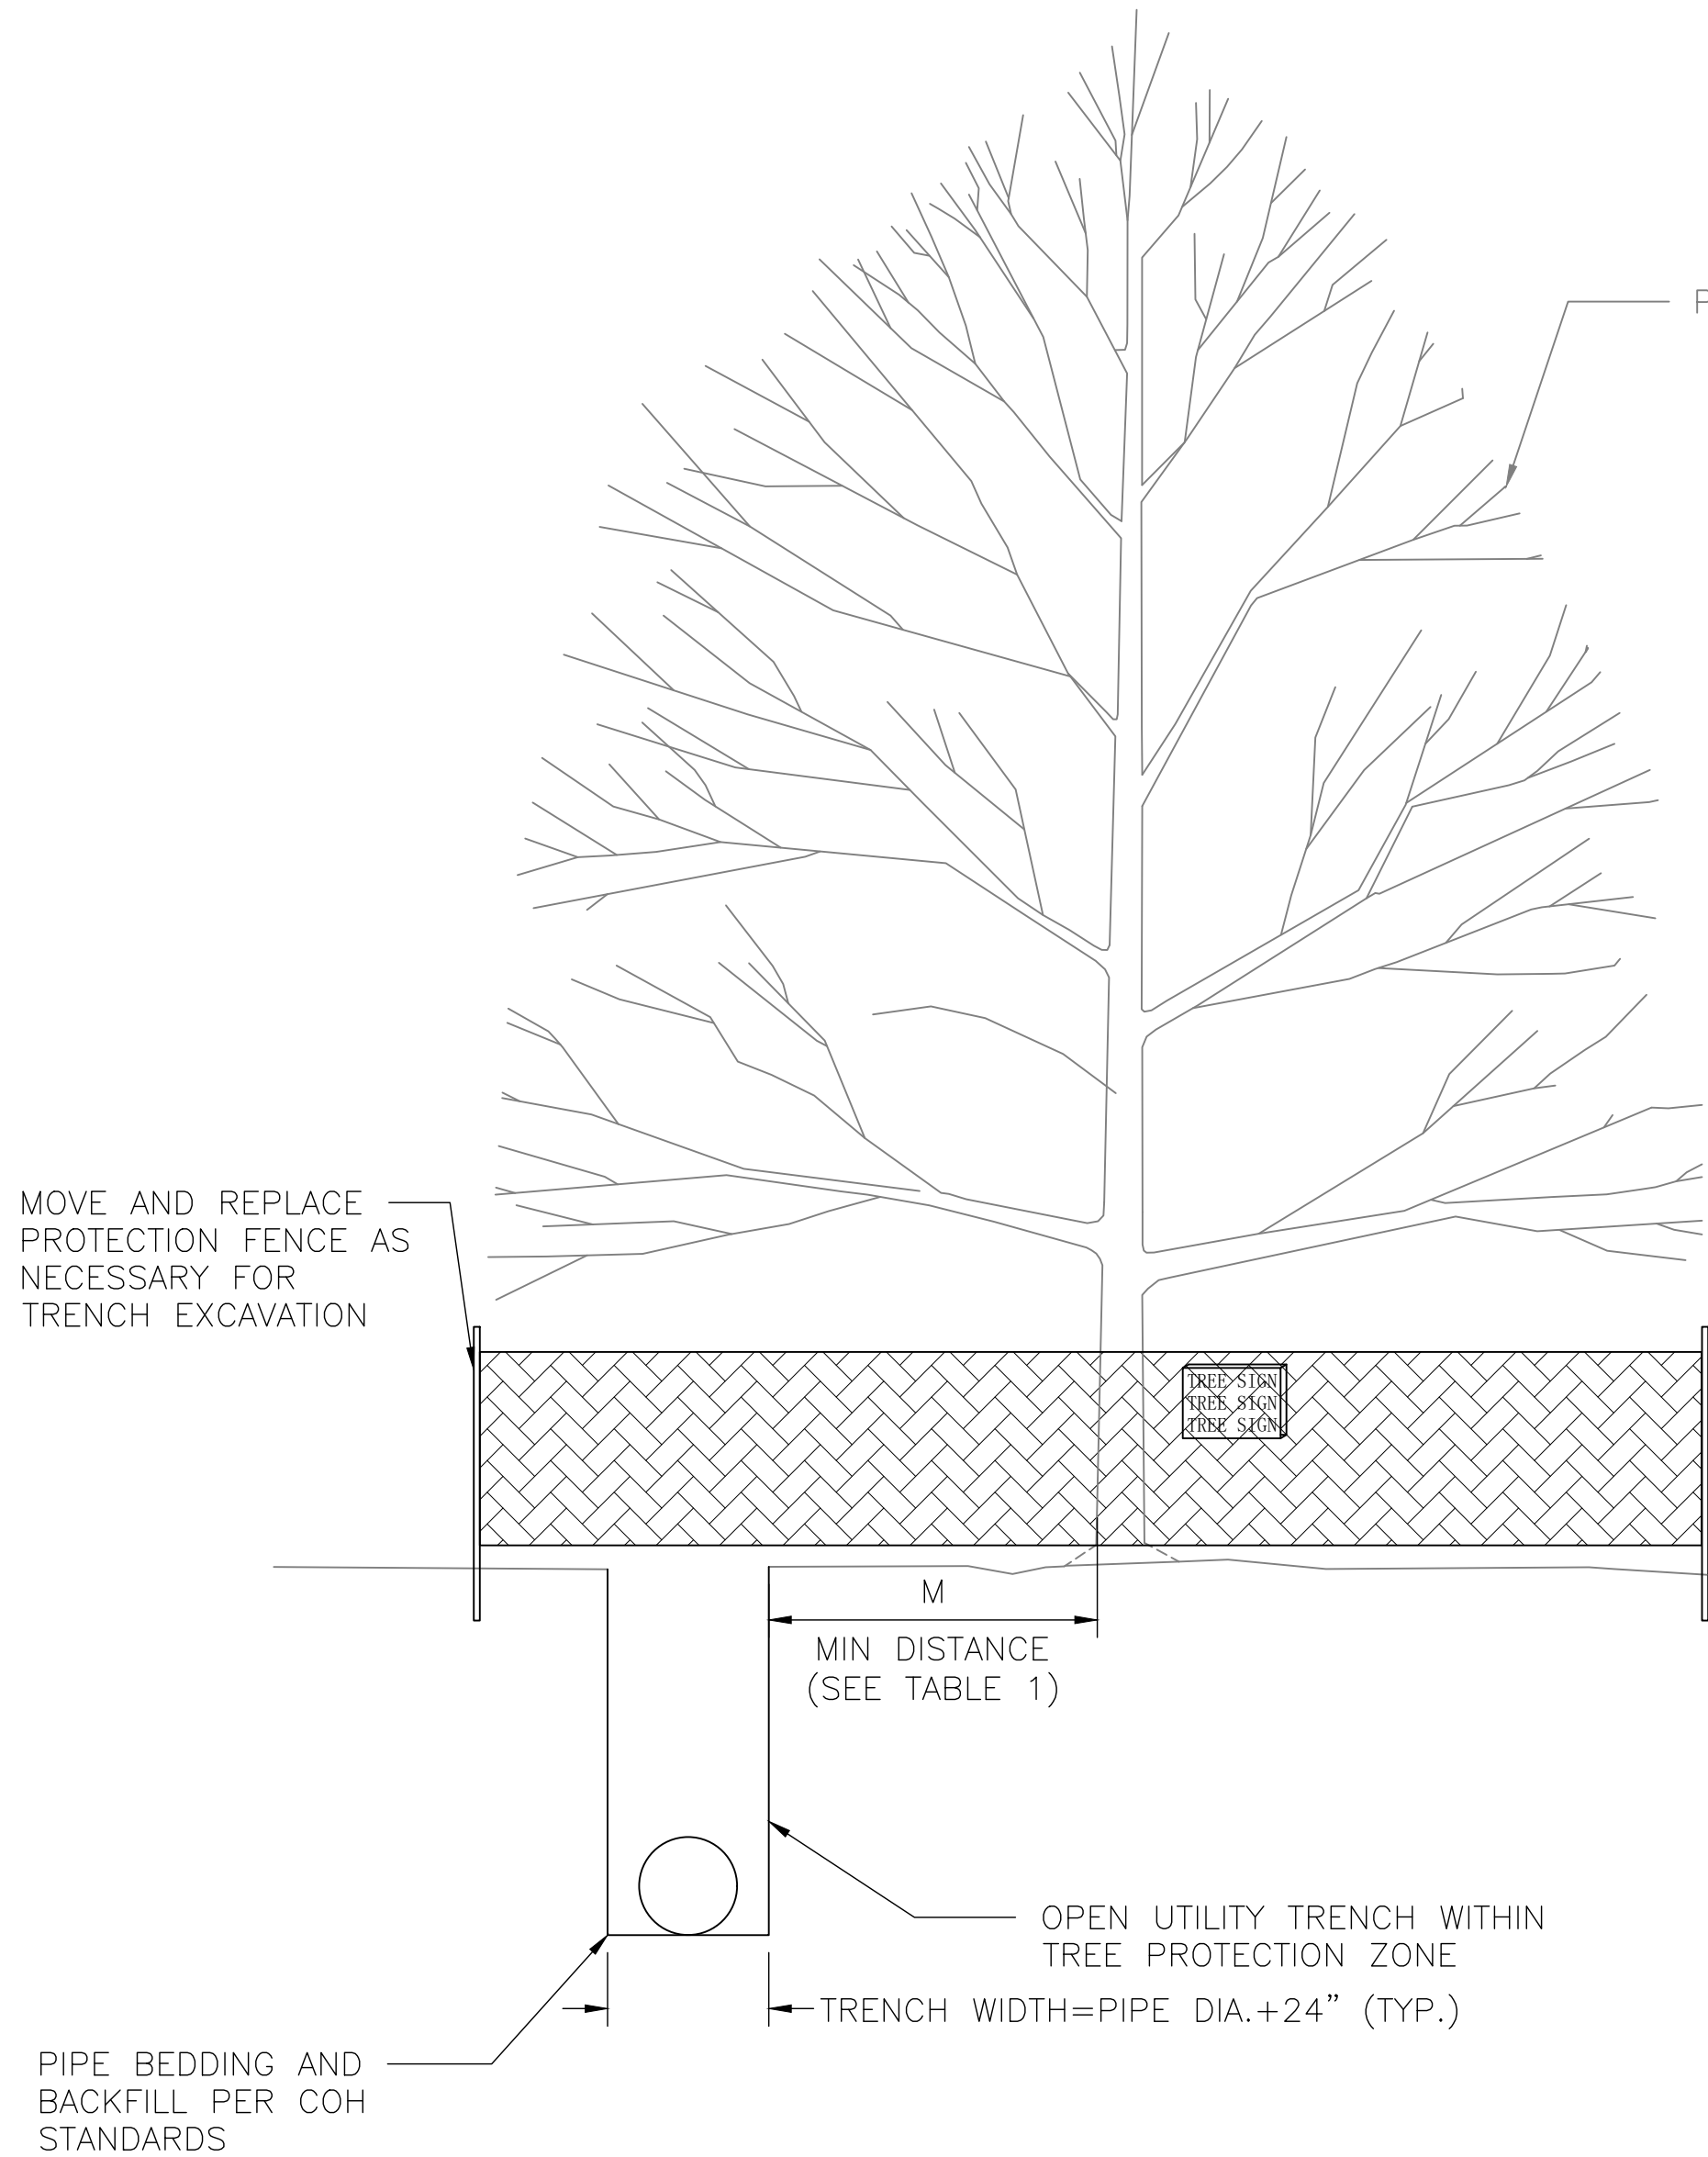 MOVE AND REPLACE
PROTECTION FENCE AS
NECESSARY FOR
TRENCH EXCAVATION
TREE SIGN
TREE SIGN
TREE SIGN
M
MIN DISTANCE
(SEE TABLE 1)
OPEN UTILITY TRENCH WITHIN
TREE PROTECTION ZONE
TRENCH WIDTH=PIPE DIA.+24" (TYP.)
PIPE BEDDING AND
BACKFILL PER COH
STANDARDS